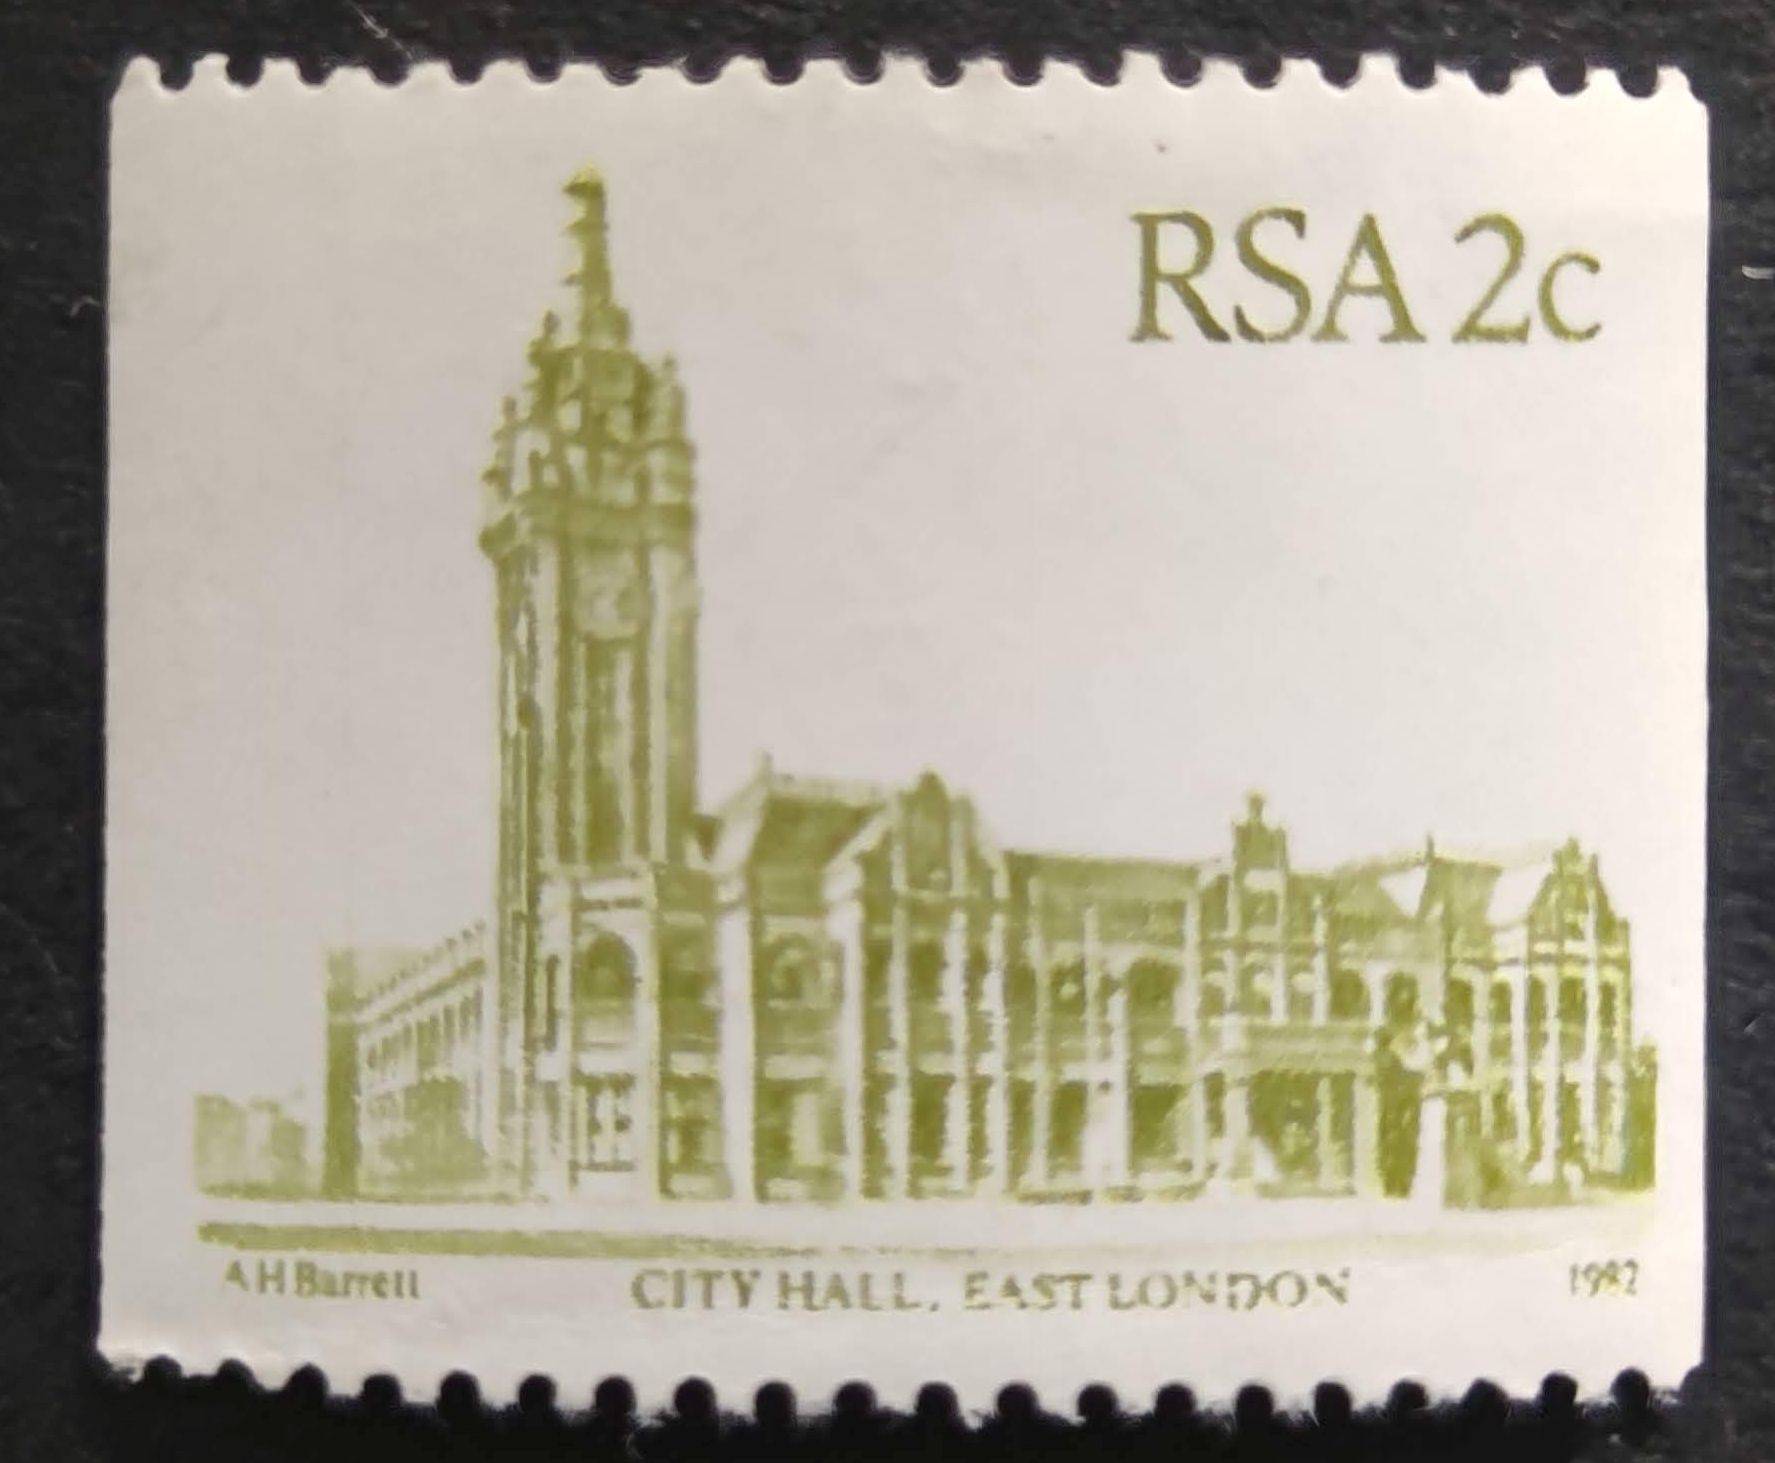 RSA 2c
A H Barrett CITY HALL, EAST LONDON 1982